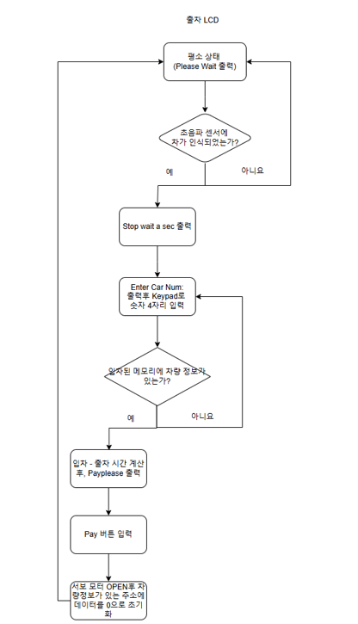 출자 LCD
평소 상태
(Please Wait 출력)
초음파 센서에
차가 인식되었는가?
예
아니요
Stop wait a sec 출력
Enter Car Num:
출력후 Keypad로
숫자 4자리 입력
입차된 메모리에 차량 정보가
있는가?
예
아니요
입차 - 출차 시간 계산
후, Payplease 출력
Pay 버튼 입력
서보 모터 OPEN후 차
량정보가 있는 주소에
데이터를 0으로 초기
화